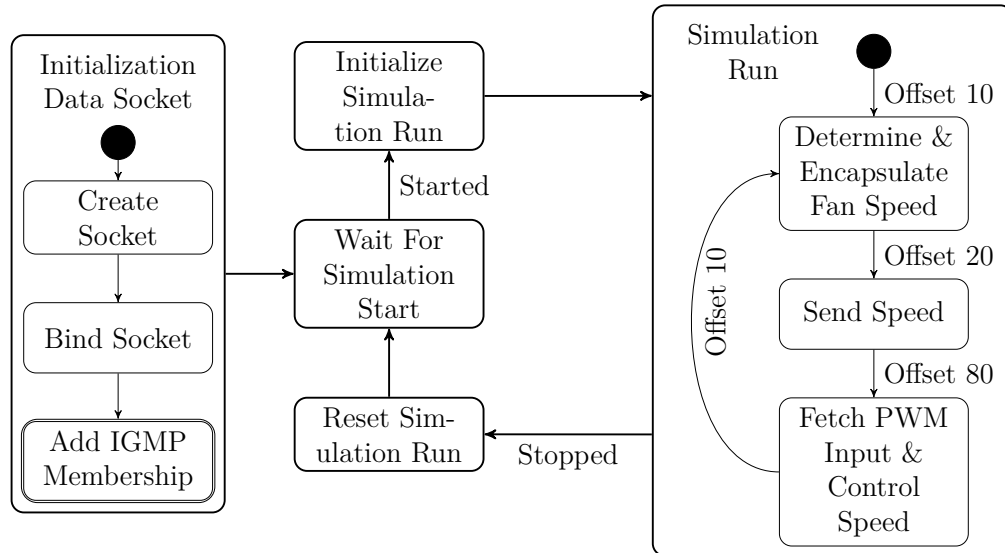 Initialization
Data Socket
Create
Socket
Bind Socket
Add IGMP
Membership
Initialize
Simula-
tion Run
Started
Wait For
Simulation
Start
Reset Sim-
ulation Run
Stopped
Simulation
Run
Offset 10
Determine &
Encapsulate
Fan Speed
Offset 20
Send Speed
Offset 80
Fetch PWM
Input &
Control
Speed
Offset 10